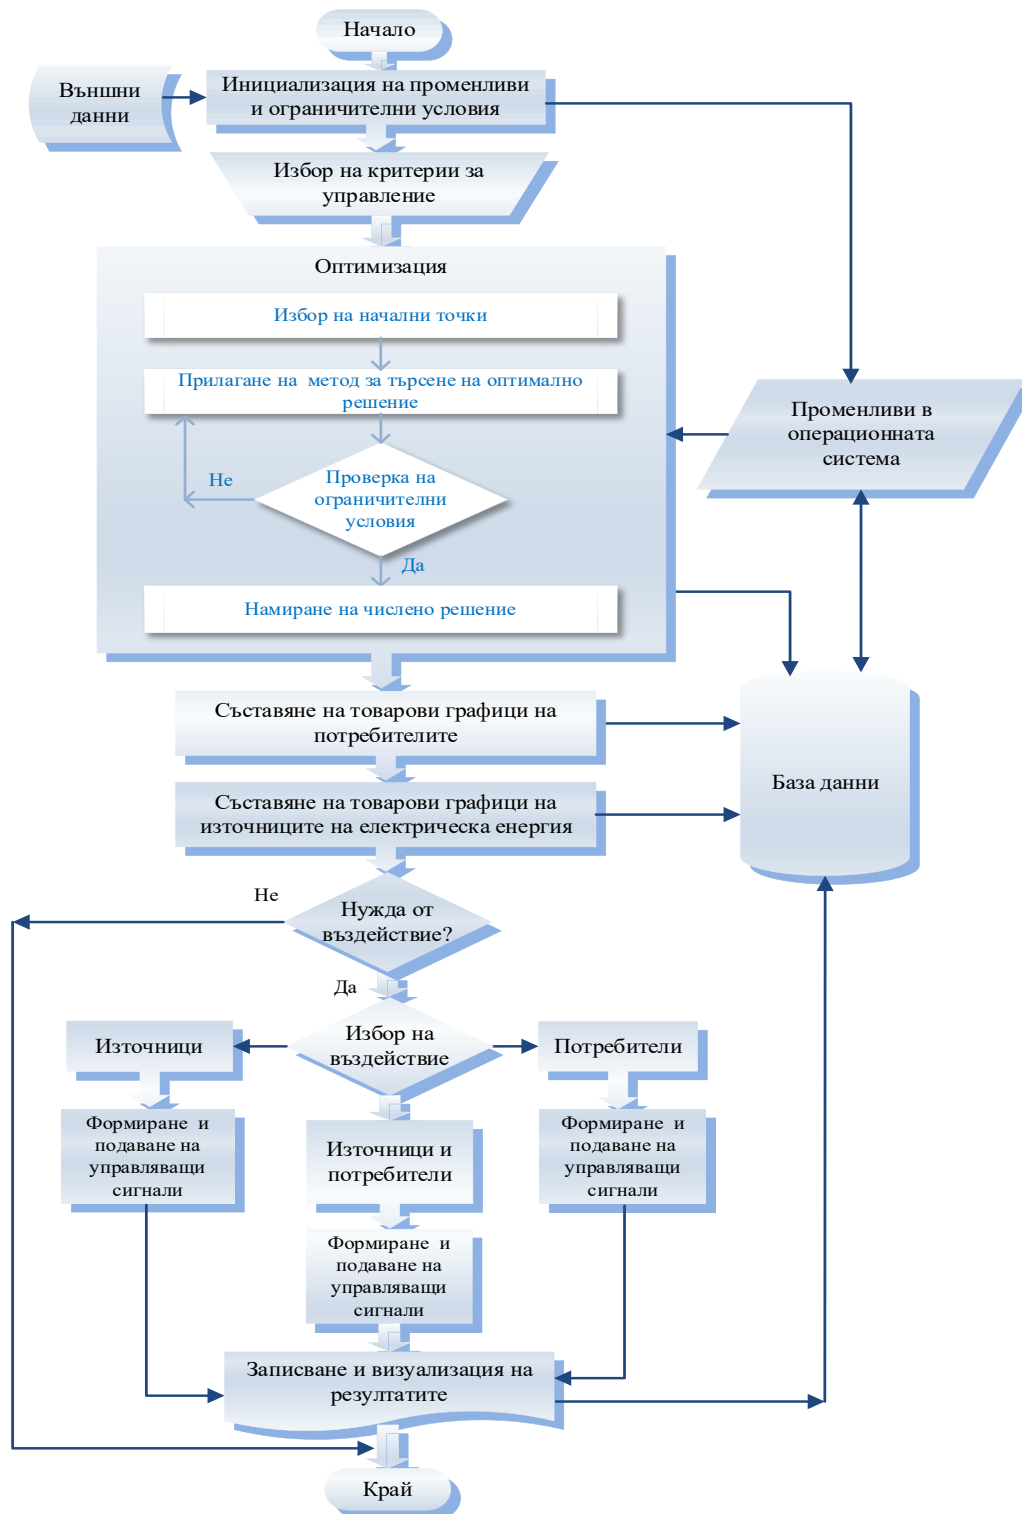 Начало
Външни
данни
Инициализация на променливи
и ограничителни условия
Избор на критерии за
управление
Оптимизация
Избор на начални точки
Прилагане на метод за търсене на оптимално
решение
Проверка на
ограничителни
условия
Не
Да
Намиране на числено решение
Променливи в
операционната
система
Съставяне на товарови графици на
потребителите
Съставяне на товарови графици на
източниците на електрическа енергия
База данни
Не
Нужда от
въздействие?
Да
Избор на
въздействие
Източници
Потребители
Формиране и
подаване на
управляващи
сигнали
Източници и
потребители
Формиране и
подаване на
управляващи
сигнали
Формиране и
подаване на
управляващи
сигнали
Записване и визуализация на
резултатите
Край